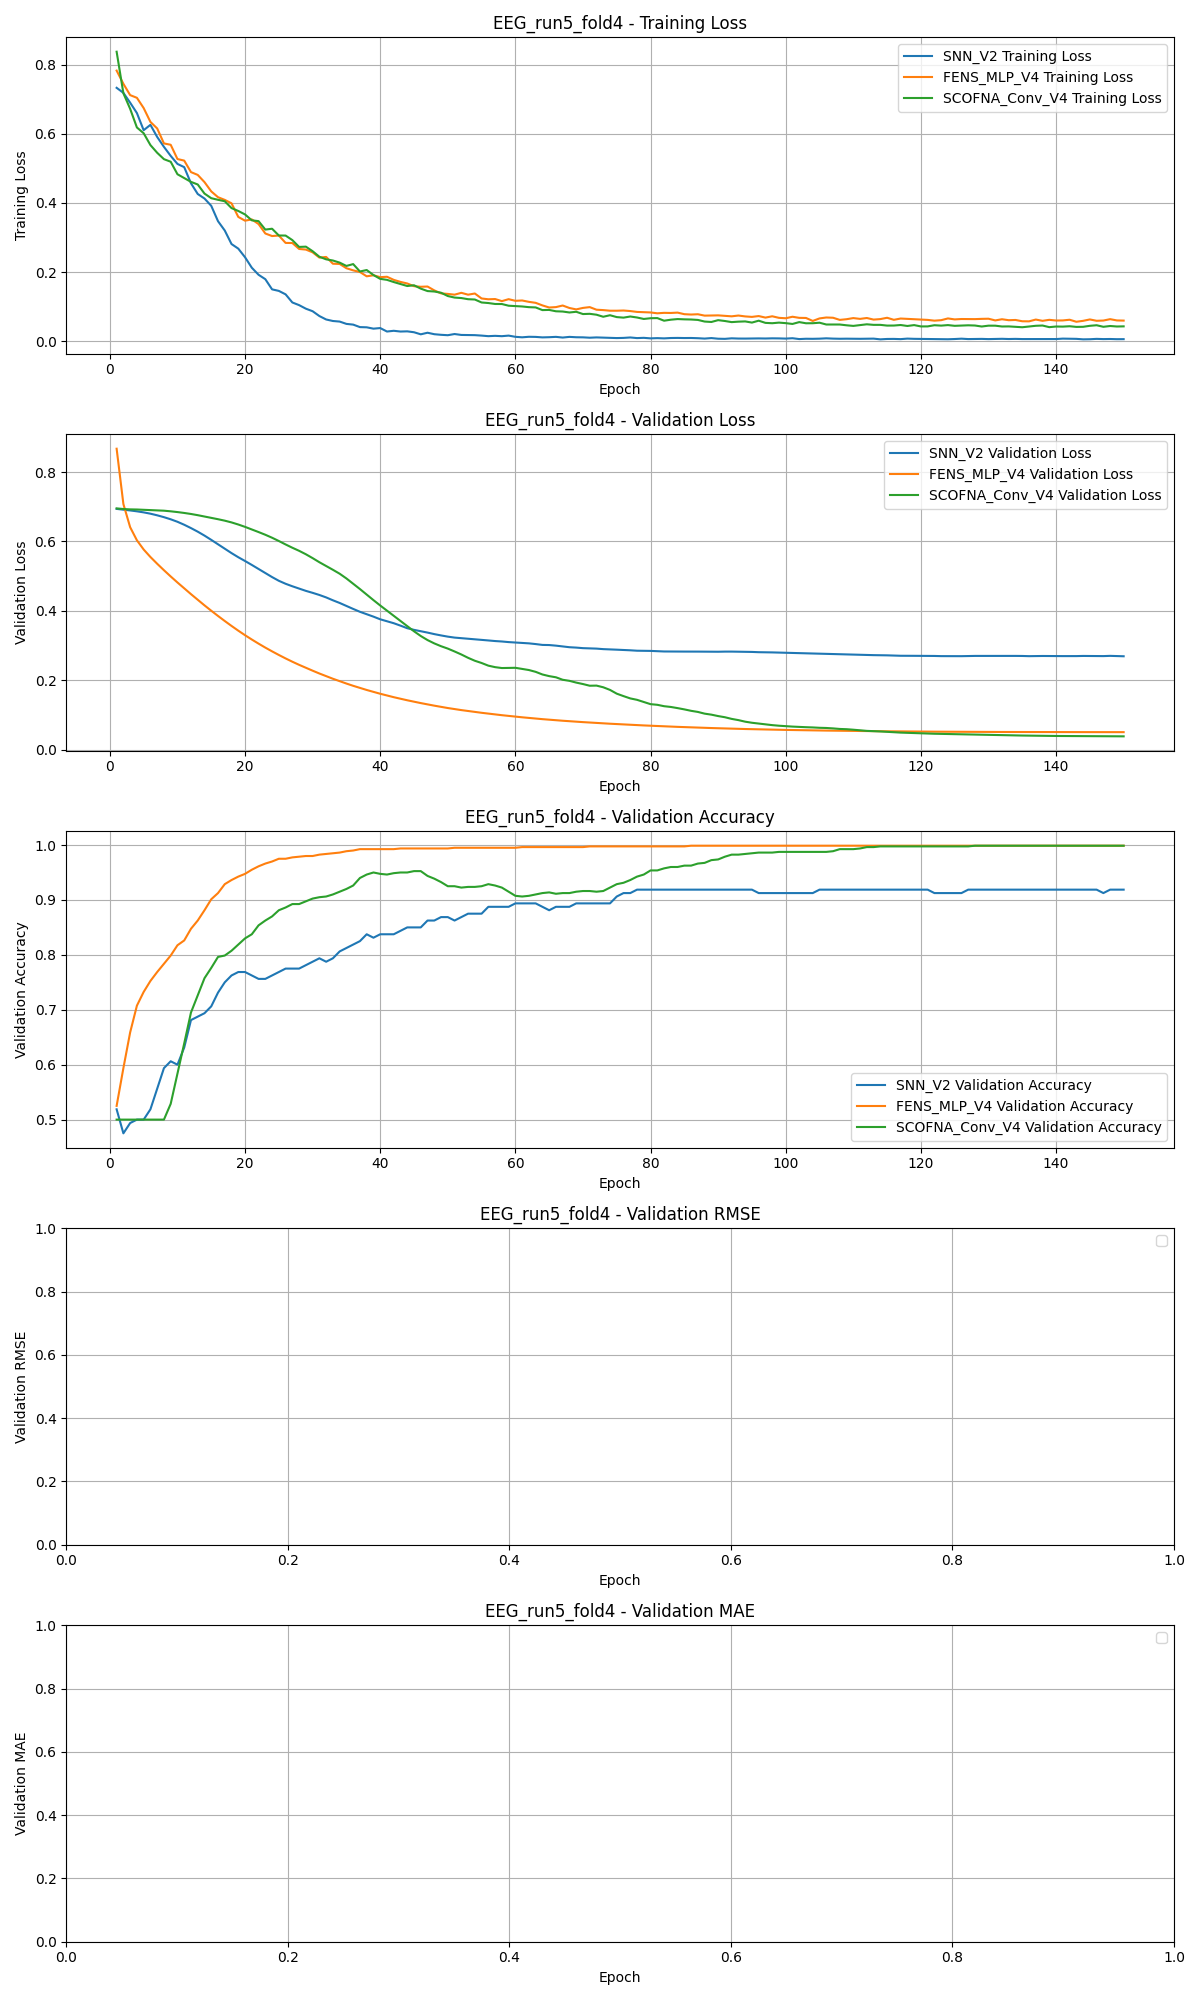 EEG_run5_fold4 - Training Loss
Training Loss
0.8
0.6
0.4
0.2
0.0
SNN_V2 Training Loss
FENS_MLP_V4 Training Loss
SCOFNA_Conv_V4 Training Loss
0 20 40 60 80 100 120 140
Epoch
EEG_run5_fold4 - Validation Loss
Validation Loss
0.8
0.6
0.4
0.2
0.0
SNN_V2 Validation Loss
FENS_MLP_V4 Validation Loss
SCOFNA_Conv_V4 Validation Loss
0 20 40 60 80 100 120 140
Epoch
EEG_run5_fold4 - Validation Accuracy
Validation Accuracy
1.0
0.9
0.8
0.7
0.6
0.5
SNN_V2 Validation Accuracy
FENS_MLP_V4 Validation Accuracy
SCOFNA_Conv_V4 Validation Accuracy
0 20 40 60 80 100 120 140
Epoch
EEG_run5_fold4 - Validation RMSE
Validation RMSE
1.0
0.8
0.6
0.4
0.2
0.0
0.0 0.2 0.4 0.6 0.8 1.0
Epoch
EEG_run5_fold4 - Validation MAE
Validation MAE
1.0
0.8
0.6
0.4
0.2
0.0
0.0 0.2 0.4 0.6 0.8 1.0
Epoch